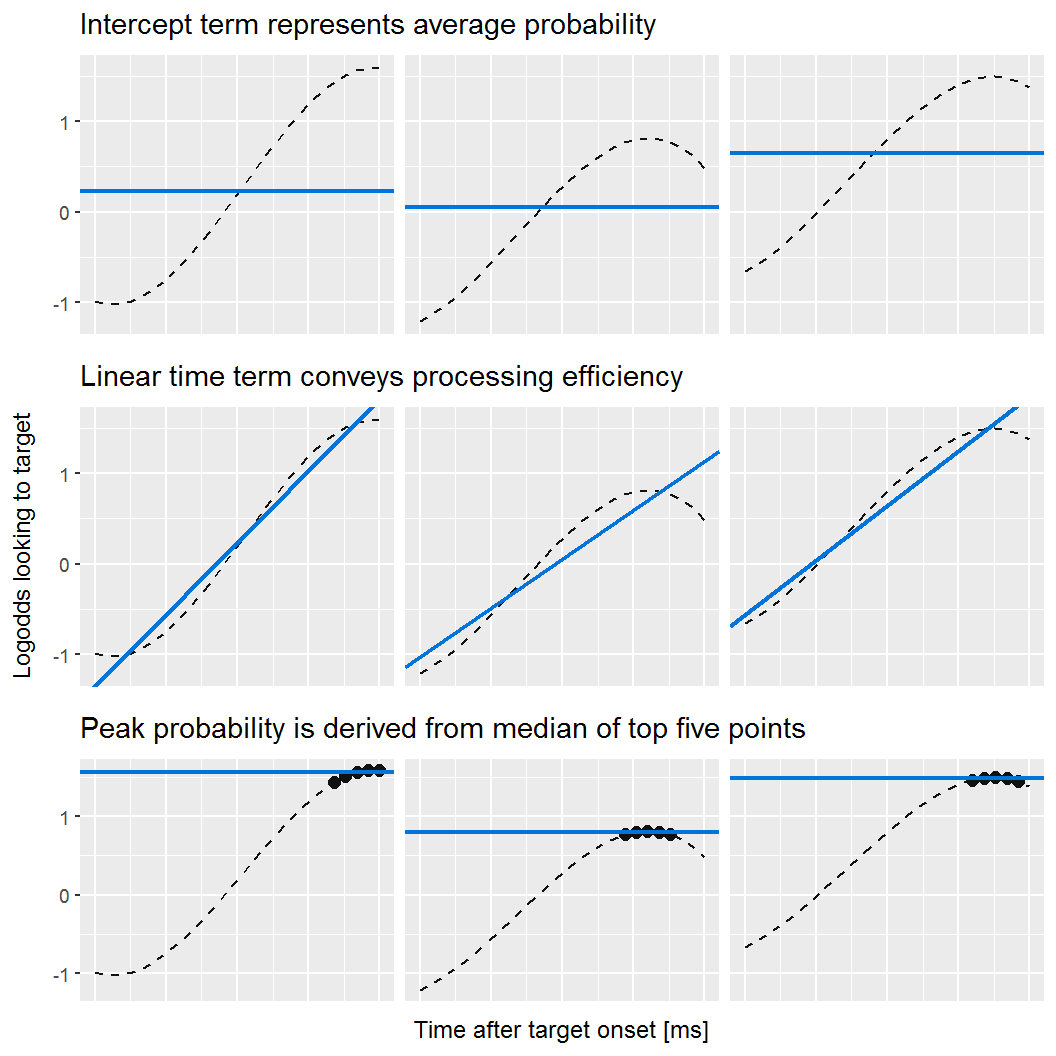 Intercept term represents average probability
1
0
-1
Linear time term conveys processing efficiency
Logodds looking to target
1
0
-1
Peak probability is derived from median of top five points
1
0
-1
Time after target onset [ms]